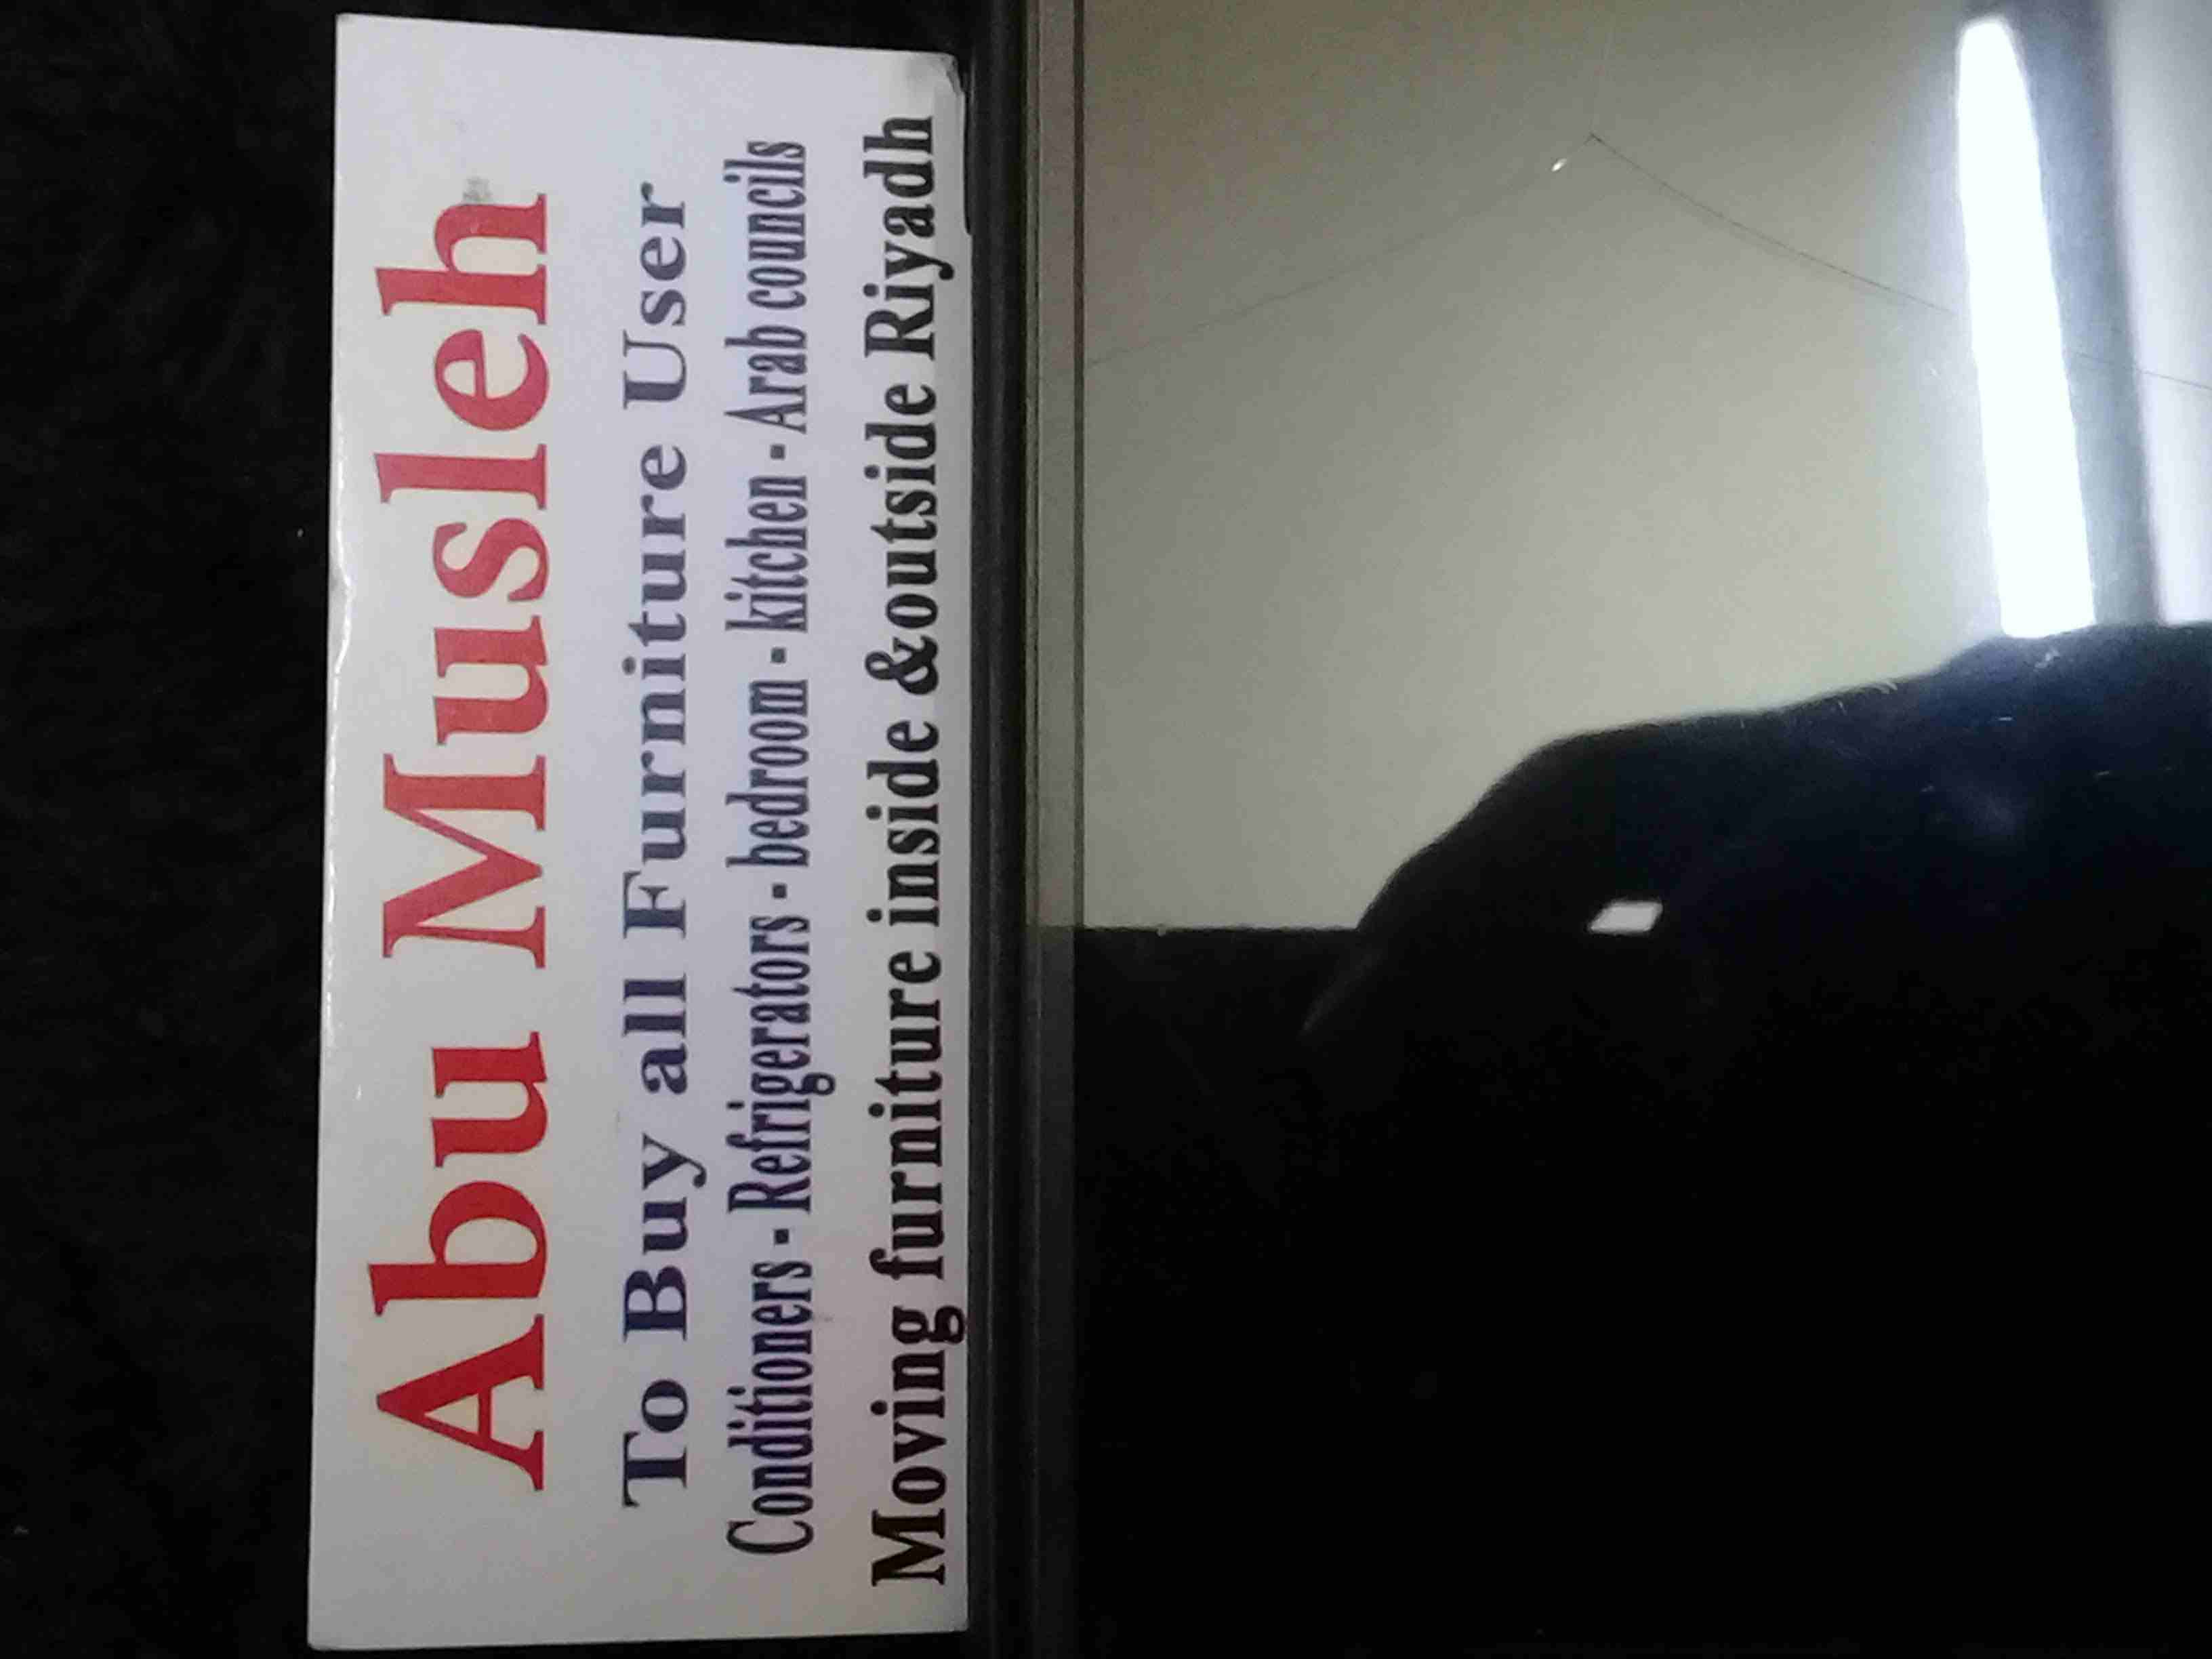 Abu Musleh
To Buy all Furniture User
Conditioners - Refrigerators - bedroom - kitchen - Arab councils
Moving furniture inside &outside Riyadh